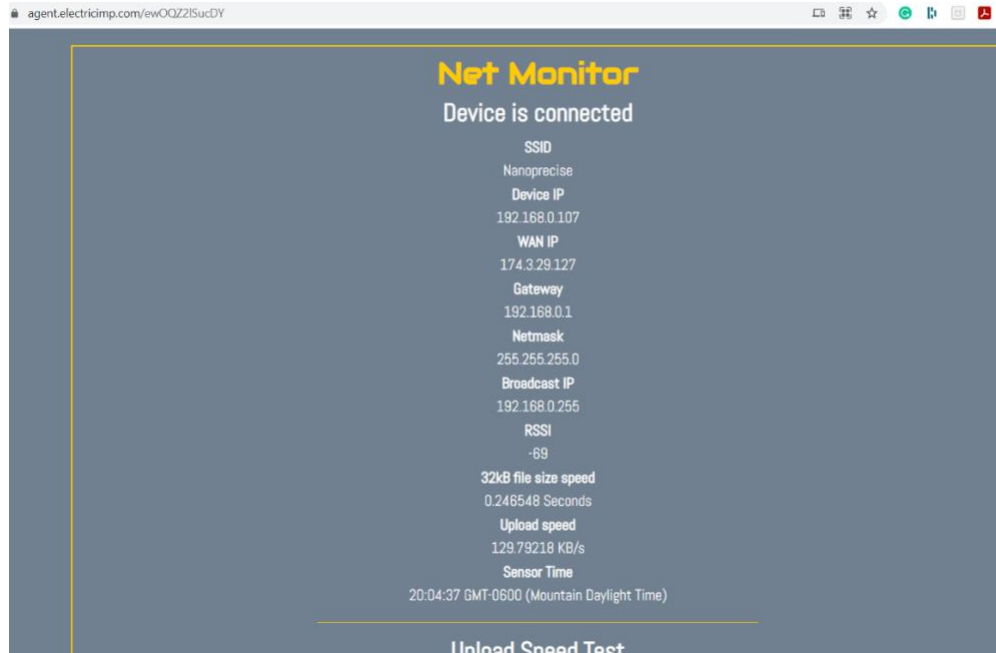 agent.electricimp.com/ewOQZ2lSucDY
Net Monitor
Device is connected
SSID
Nanoprecise
Device IP
192.168.0.107
WAN IP
174.3.29.127
Gateway
192.168.0.1
Netmask
255.255.255.0
Broadcast IP
192.168.0.255
RSSI
-69
32kB file size speed
0.246548 Seconds
Upload speed
129.79218 KB/s
Sensor Time
20:04:37 GMT-0600 (Mountain Daylight Time)
Upload Speed Test